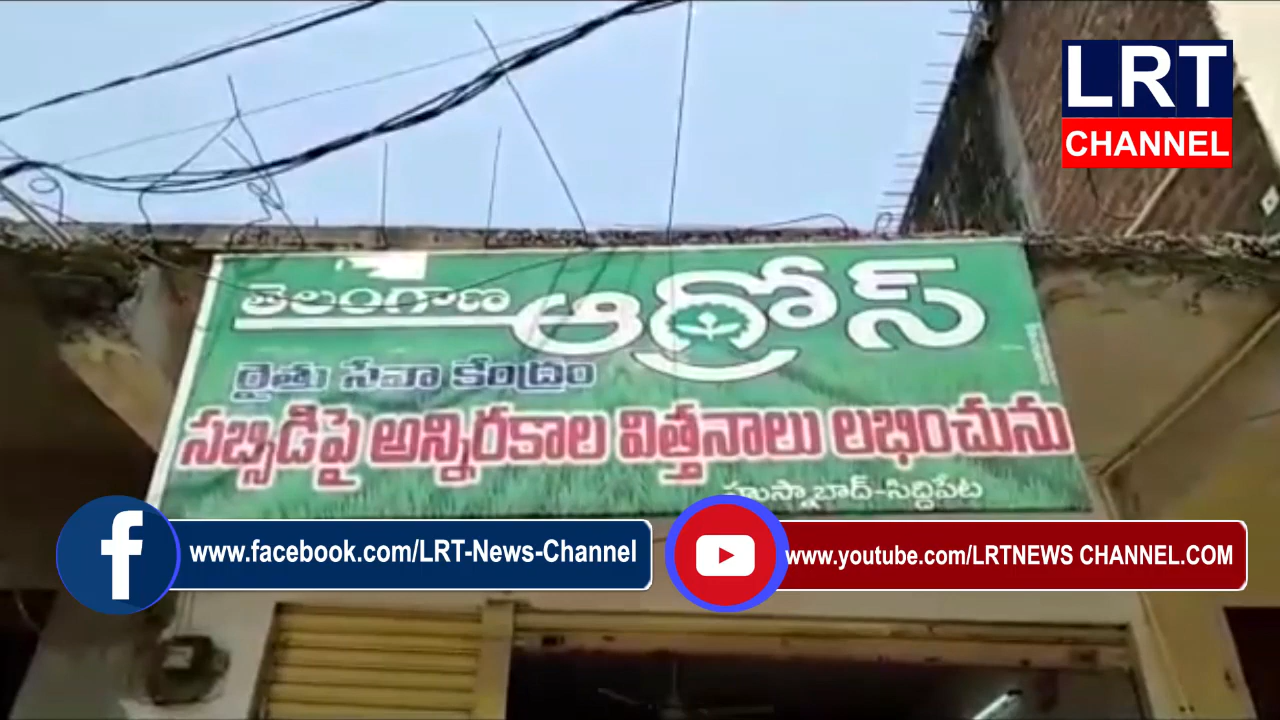 LRT
CHANNEL
తెలంగాణ ఆగ్రోస్
రైతు సేవా కేంద్రం
సబ్సిడిపై అన్నిరకాల విత్తనాలు లభించును
హుస్నాబాద్-సిద్దిపేట
www.facebook.com/LRT-News-Channel
www.youtube.com/LRTNEWS CHANNEL.COM